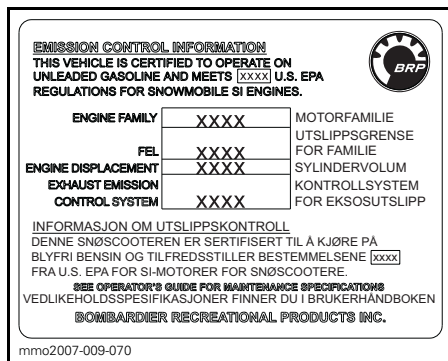 EMISSION CONTROL INFORMATION
THIS VEHICLE IS CERTIFIED TO OPERATE ON
UNLEADED GASOLINE AND MEETS XXXX U.S. EPA
REGULATIONS FOR SNOWMOBILE SI ENGINES.
BRP
ENGINE FAMILY XXXX MOTORFAMILIE
UTSLIPPSGRENSE
FEL XXXX FOR FAMILIE
ENGINE DISPLACEMENT XXXX SYLINDERVOLUM
EXHAUST EMISSION KONTROLLSYSTEM
CONTROL SYSTEM XXXX FOR EKSOSUTSLIPP
INFORMASJON OM UTSLIPPSKONTROLL
DENNE SNØSCOOTEREN ER SERTIFISERT TIL Å KJØRE PÅ
BLYFRI BENSIN OG TILFREDSSTILLER BESTEMMELSENE xxxx
FRA U.S. EPA FOR SI-MOTORER FOR SNØSCOOTERE.
SEE OPERATOR'S GUIDE FOR MAINTENANCE SPECIFICATIONS
VEDLIKEHOLDSSPESIFIKASJONER FINNER DU I BRUKERHÅNDBOKEN
BOMBARDIER RECREATIONAL PRODUCTS INC.
mmo2007-009-070